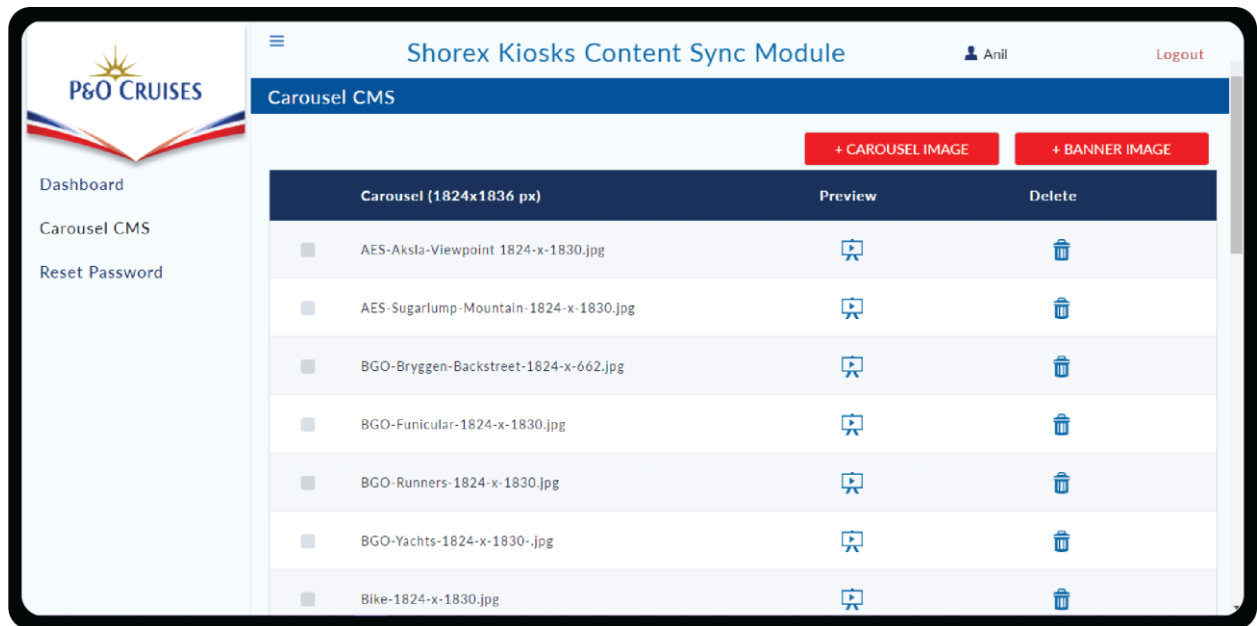 P&O CRUISES
Dashboard
Carousel CMS
Reset Password
Shorex Kiosks Content Sync Module
Anil
Logout
Carousel CMS
+ CAROUSEL IMAGE
+ BANNER IMAGE
Carousel (1824x1836 px) Preview Delete
AES-Aksla-Viewpoint 1824-x-1830.jpg
AES-Sugarlump-Mountain-1824-x-1830.jpg
BGO-Bryggen-Backstreet-1824-x-662.jpg
BGO-Funicular-1824-x-1830.jpg
BGO-Runners-1824-x-1830.jpg
BGO-Yachts-1824-x-1830-.jpg
Bike-1824-x-1830.jpg